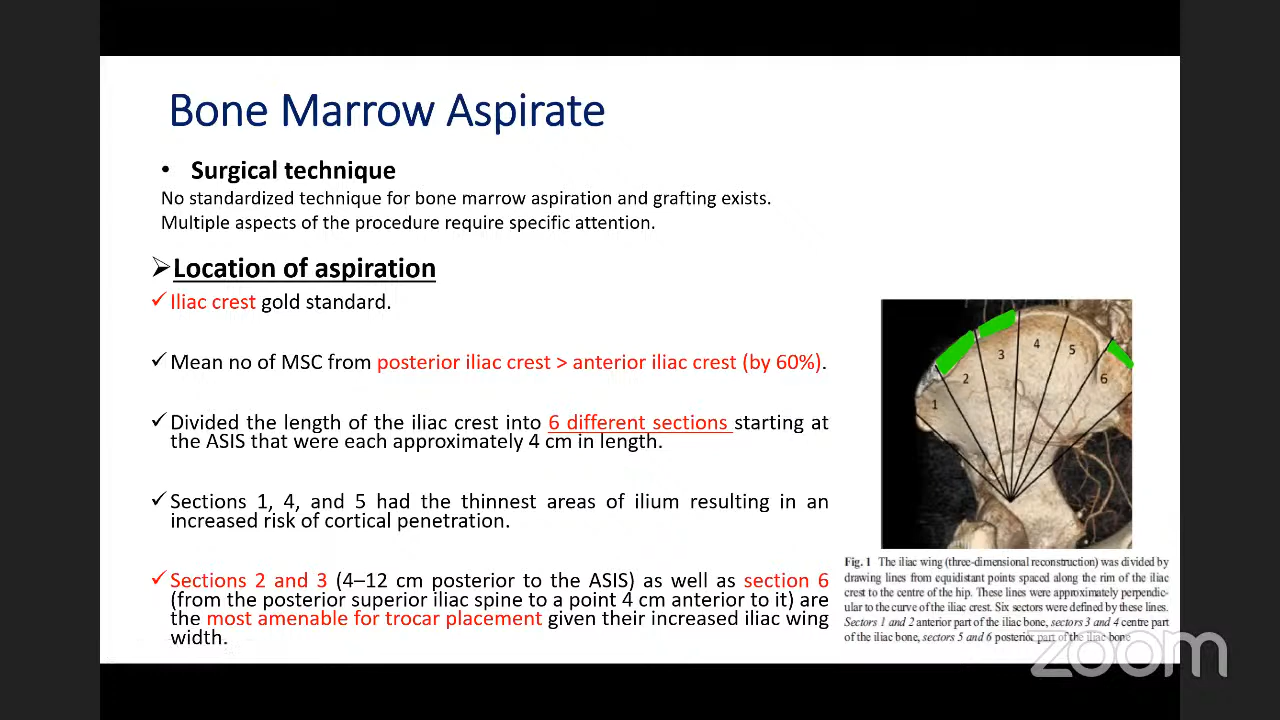 Bone Marrow Aspirate
• Surgical technique
No standardized technique for bone marrow aspiration and grafting exists.
Multiple aspects of the procedure require specific attention.
➢Location of aspiration
✓ Iliac crest gold standard.
✓ Mean no of MSC from posterior iliac crest > anterior iliac crest (by 60%).
✓ Divided the length of the iliac crest into 6 different sections starting at
the ASIS that were each approximately 4 cm in length.
✓ Sections 1, 4, and 5 had the thinnest areas of ilium resulting in an
increased risk of cortical penetration.
✓ Sections 2 and 3 (4–12 cm posterior to the ASIS) as well as section 6
(from the posterior superior iliac spine to a point 4 cm anterior to it) are
the most amenable for trocar placement given their increased iliac wing
width.
1
2
3
4
5
6
Fig. 1 The iliac wing (three-dimensional reconstruction) was divided by
drawing lines from equidistant points spaced along the rim of the iliac
crest to the centre of the hip. These lines were approximately perpendic-
ular to the curve of the iliac crest. Six sectors were defined by these lines.
Sectors 1 and 2 anterior part of the iliac bone, sectors 3 and 4 centre part
of the iliac bone, sectors 5 and 6 posterior part of the iliac bone
zoom